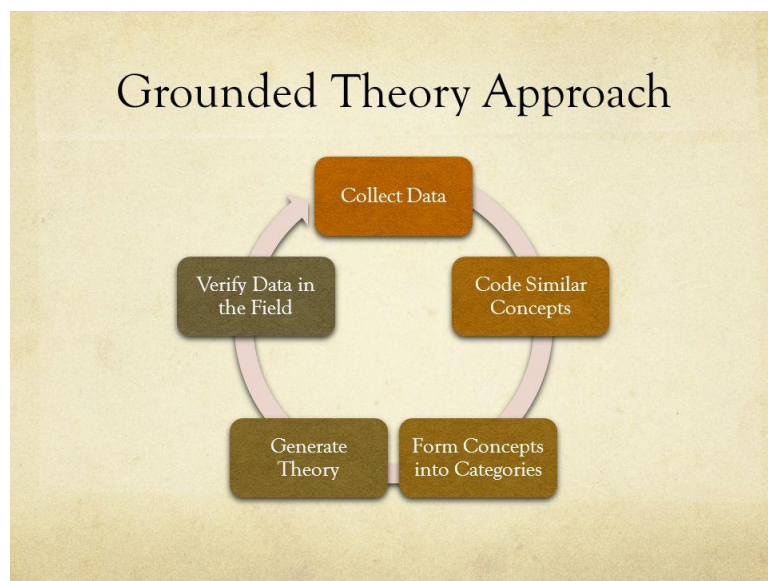 Grounded Theory Approach
Collect Data
Code Similar
Concepts
Form Concepts
into Categories
Generate
Theory
Verify Data in
the Field